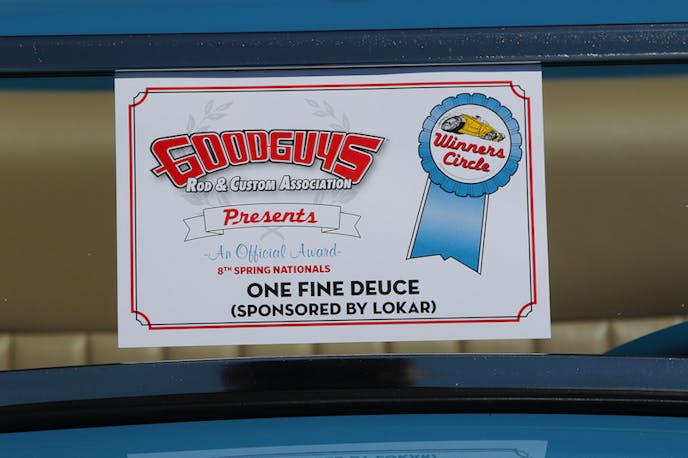 GOODGUYS
ROD & CUSTOM ASSOCIATION
Presents
-An Official Award-
8TH SPRING NATIONALS
ONE FINE DEUCE
(SPONSORED BY LOKAR)
Winners
Circle